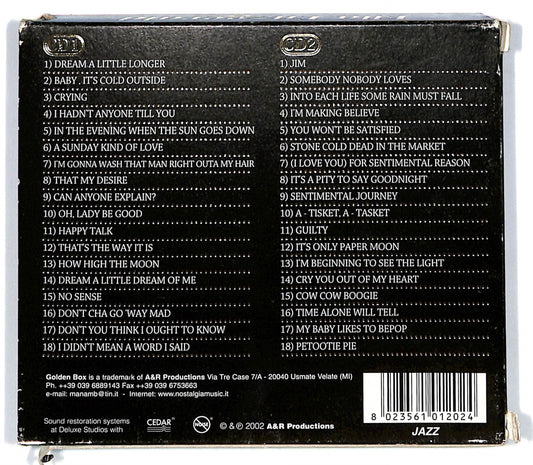 CD1
1) DREAM A LITTLE LONGER
2) BABY , IT'S COLD OUTSIDE
3) CRYING
4) I HADN'T ANYONE TILL YOU
5) IN THE EVENING WHEN THE SUN GOES DOWN
6) A SUNDAY KIND OF LOVE
7) I'M GONNA WASH THAT MAN RIGHT OUTA MY HAIR
8) THAT MY DESIRE
9) CAN ANYONE EXPLAIN?
10) OH, LADY BE GOOD
11) HAPPY TALK
12) THAT'S THE WAY IT IS
13) HOW HIGH THE MOON
14) DREAM A LITTLE DREAM OF ME
15) NO SENSE
16) DON'T CHA GO 'WAY MAD
17) DON'T YOU THINK I OUGHT TO KNOW
18) I DIDN'T MEAN A WORD I SAID
CD2
1) JIM
2) SOMEBODY NOBODY LOVES
3) INTO EACH LIFE SOME RAIN MUST FALL
4) I'M MAKING BELIEVE
5) YOU WON'T BE SATISFIED
6) STONE COLD DEAD IN THE MARKET
7) (I LOVE YOU) FOR SENTIMENTAL REASON
8) IT'S A PITY TO SAY GOODNIGHT
9) SENTIMENTAL JOURNEY
10) A - TISKET, A - TASKET
11) GUILTY
12) IT'S ONLY PAPER MOON
13) I'M BEGINNING TO SEE THE LIGHT
14) CRY YOU OUT OF MY HEART
15) COW COW BOOGIE
16) TIME ALONE WILL TELL
17) MY BABY LIKES TO BEPOP
18) PETOOTIE PIE
Golden Box is a trademark of A&R Productions Via Tre Case 7/A - 20040 Usmate Velate (MI)
Ph. ++39 039 6889143 Fax ++39 039 6753663
e-mail: manamb@tin.it - Internet: www.nostalgiamusic.it
Sound restoration systems
at Deluxe Studios with
CEDAR
NOISE
© & ℗ 2002 A&R Productions
8 023561 012024
JAZZ